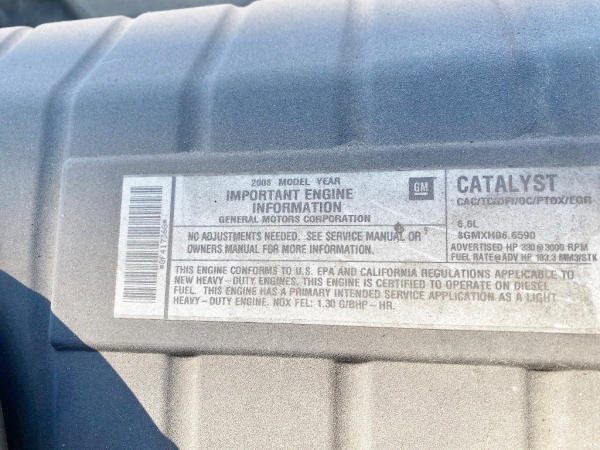 2008 MODEL YEAR
IMPORTANT ENGINE
INFORMATION
GENERAL MOTORS CORPORATION
GM
NO ADJUSTMENTS NEEDED. SEE SERVICE MANUAL OR
OWNERS MANUAL FOR MORE INFORMATION.
CATALYST
CAC/TC/DFI/OC/PTOX/EGR
6.6L
8GMXH06.6590
ADVERTISED HP 330@3000 RPM
FUEL RATE@ADV HP 103.3 MM3/STK
THIS ENGINE CONFORMS TO U.S. EPA AND CALIFORNIA REGULATIONS APPLICABLE TO
NEW HEAVY-DUTY ENGINES. THIS ENGINE IS CERTIFIED TO OPERATE ON DIESEL
FUEL. THIS ENGINE HAS A PRIMARY INTENDED SERVICE APPLICATION AS A LIGHT
HEAVY-DUTY ENGINE. NOX FEL: 1.30 G/BHP-HR.